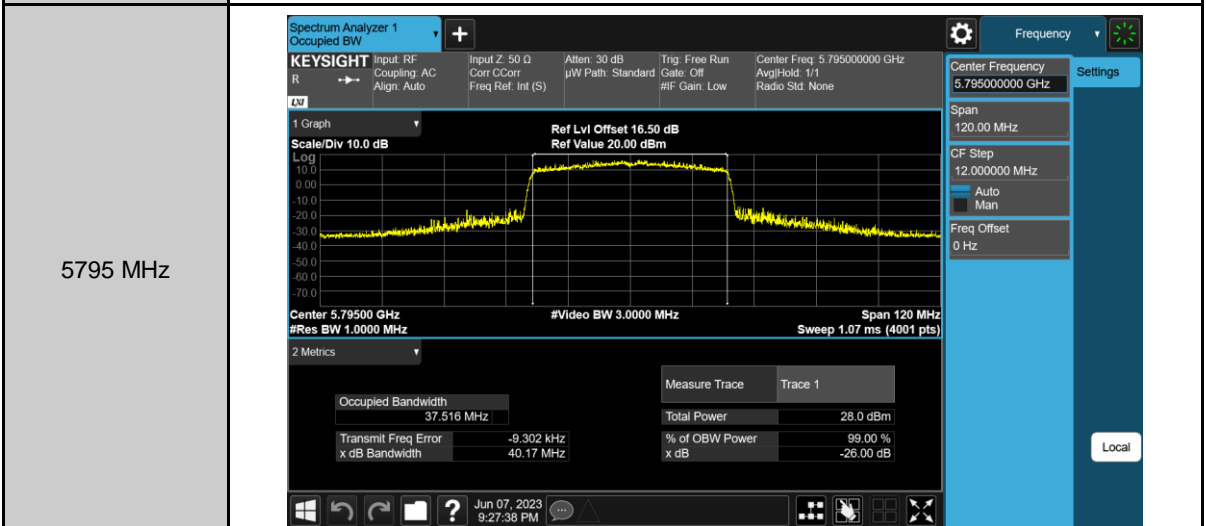 5795 MHz
Spectrum Analyzer 1
Occupied BW
+
Frequency
KEYSIGHT
R
LXI
Input: RF
Coupling: AC
Align: Auto
Input Z: 50 Ω
Corr CCorr
Freq Ref: Int (S)
Atten: 30 dB
µW Path: Standard
Trig: Free Run
Gate: Off
#IF Gain: Low
Center Freq: 5.795000000 GHz
Avg|Hold: 1/1
Radio Std: None
Center Frequency
5.795000000 GHz
Settings
Span
120.00 MHz
CF Step
12.000000 MHz
Auto
Man
Freq Offset
0 Hz
Local
1 Graph
Scale/Div 10.0 dB
Ref Lvl Offset 16.50 dB
Ref Value 20.00 dBm
Log
10.0
0.00
-10.0
-20.0
-30.0
-40.0
-50.0
-60.0
-70.0
Center 5.79500 GHz
#Video BW 3.0000 MHz
Span 120 MHz
#Res BW 1.0000 MHz
Sweep 1.07 ms (4001 pts)
2 Metrics
Measure Trace Trace 1
Occupied Bandwidth
37.516 MHz
Total Power 28.0 dBm
Transmit Freq Error -9.302 kHz
% of OBW Power 99.00 %
x dB Bandwidth 40.17 MHz
x dB -26.00 dB
?
Jun 07, 2023
9:27:38 PM